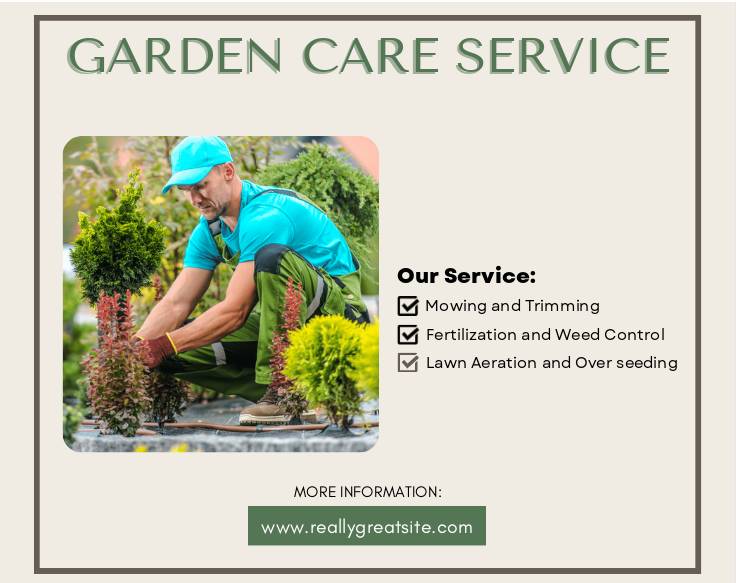 GARDEN CARE SERVICE
Our Service:
Mowing and Trimming
Fertilization and Weed Control
Lawn Aeration and Over seeding
MORE INFORMATION:
www.reallygreatsite.com